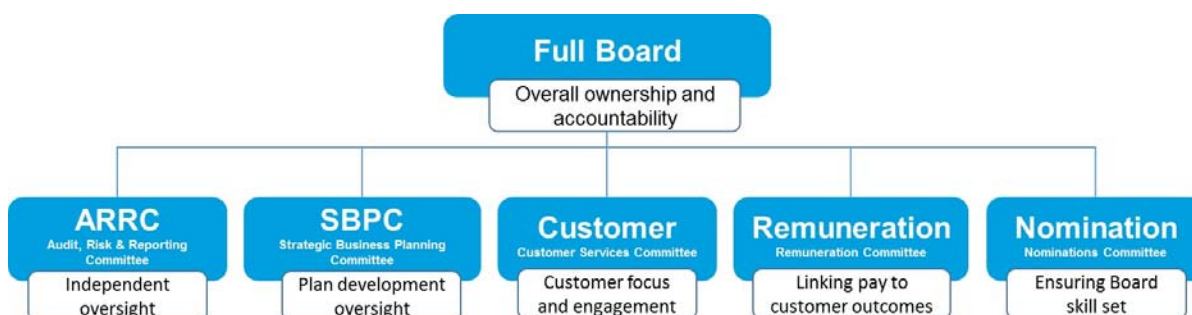 Full Board
Overall ownership and
accountability
ARRC
Audit, Risk & Reporting
Committee
Independent
oversight
SBPC
Strategic Business Planning
Committee
Plan development
oversight
Customer
Customer Services Committee
Customer focus
and engagement
Remuneration
Remuneration Committee
Linking pay to
customer outcomes
Nomination
Nominations Committee
Ensuring Board
skill set